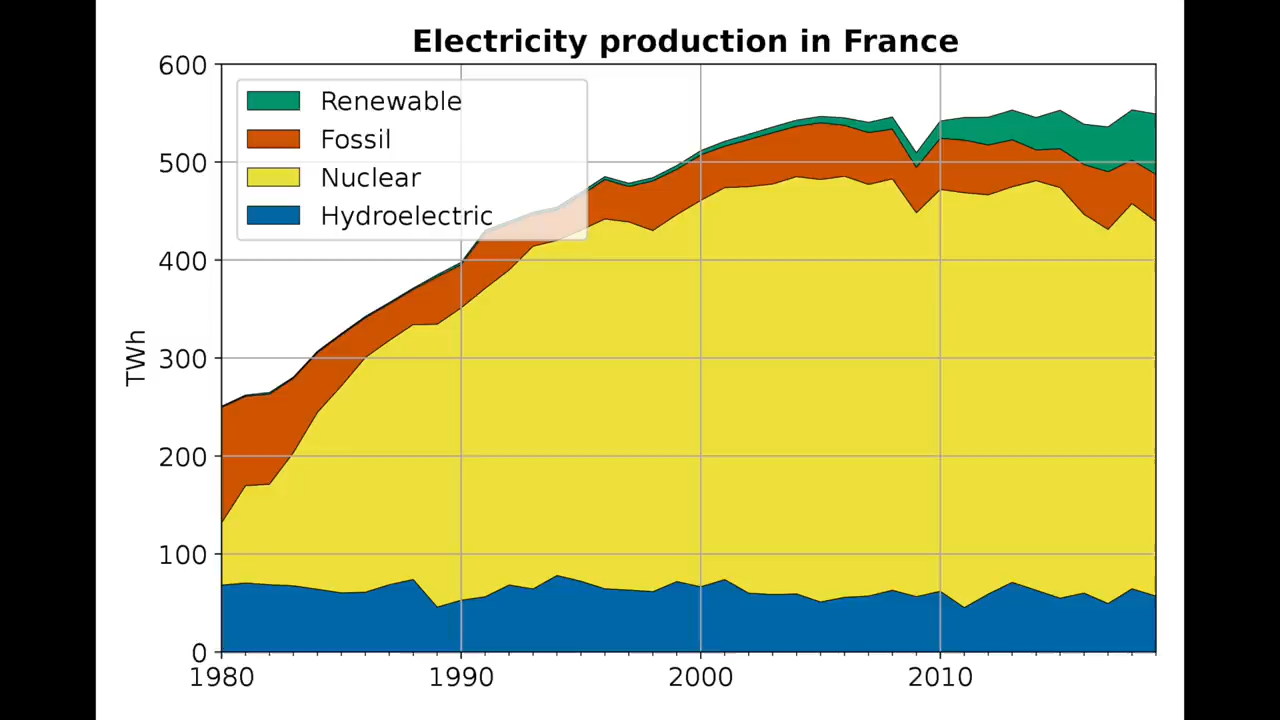 Electricity production in France
600
Renewable
Fossil
500
Nuclear
Hydroelectric
400
TWh
300
200
100
0
1980 1990 2000 2010